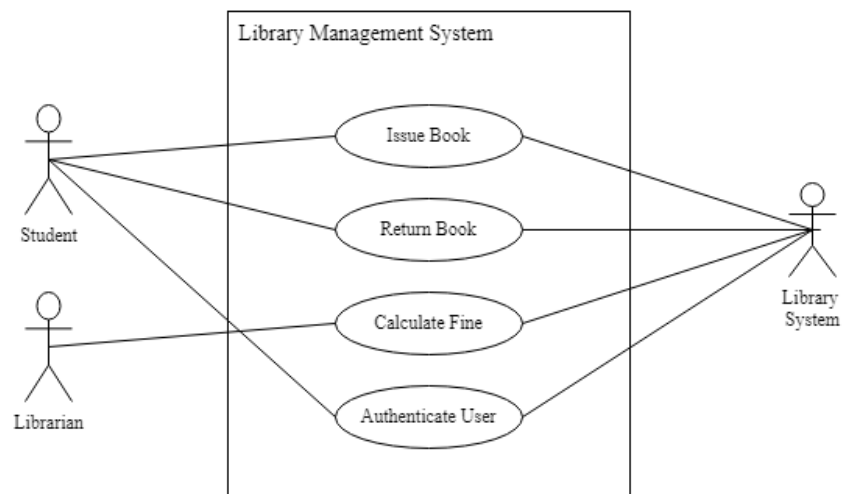 Library Management System
Issue Book
Return Book
Student
Library
System
Calculate Fine
Librarian
Authenticate User